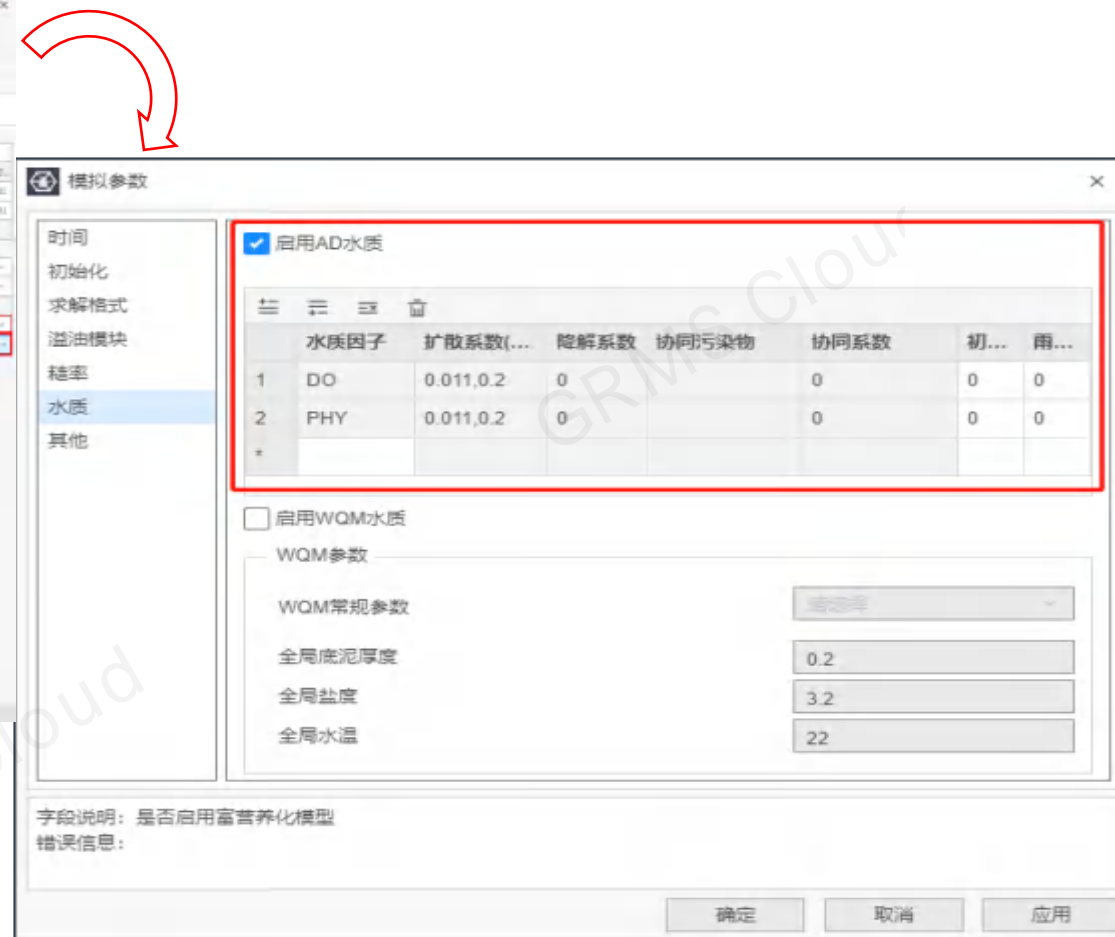 模拟参数
时间
初始化
求解格式
溢油模块
糙率
水质
其他
启用AD水质
水质因子 扩散系数(... 降解系数 协同污染物 协同系数 初... 雨...
1 DO 0.011,0.2 0 0 0 0
2 PHY 0.011,0.2 0 0 0 0
*
启用WQM水质
WQM参数
WQM常规参数
全局底泥厚度 0.2
全局盐度 3.2
全局水温 22
字段说明：是否启用富营养化模型
错误信息：
确定 取消 应用
GRMS Cloud
loud